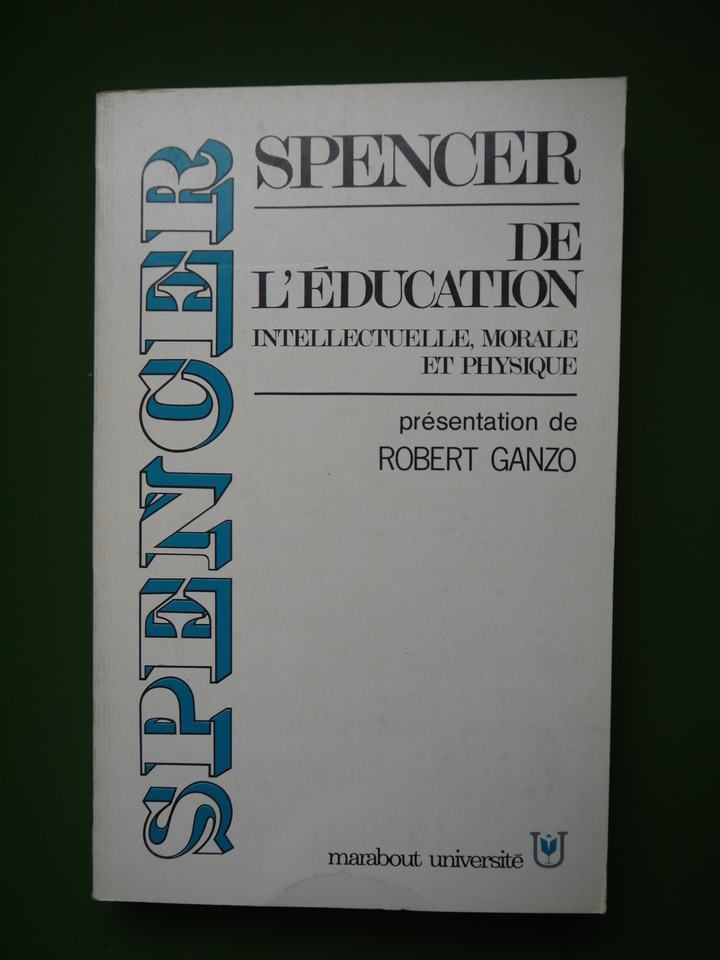 SPENCER
SPENCER
DE
L'ÉDUCATION
INTELLECTUELLE, MORALE
ET PHYSIQUE
présentation de
ROBERT GANZO
marabout université